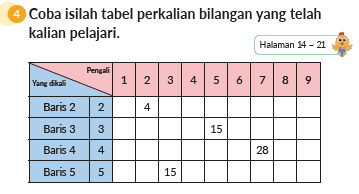 4 Coba isilah tabel perkalian bilangan yang telah
kalian pelajari.
Halaman 14 – 21
Pengali
Yang dikali
1 2 3 4 5 6 7 8 9
Baris 2 2 4
Baris 3 3 15
Baris 4 4 28
Baris 5 5 15